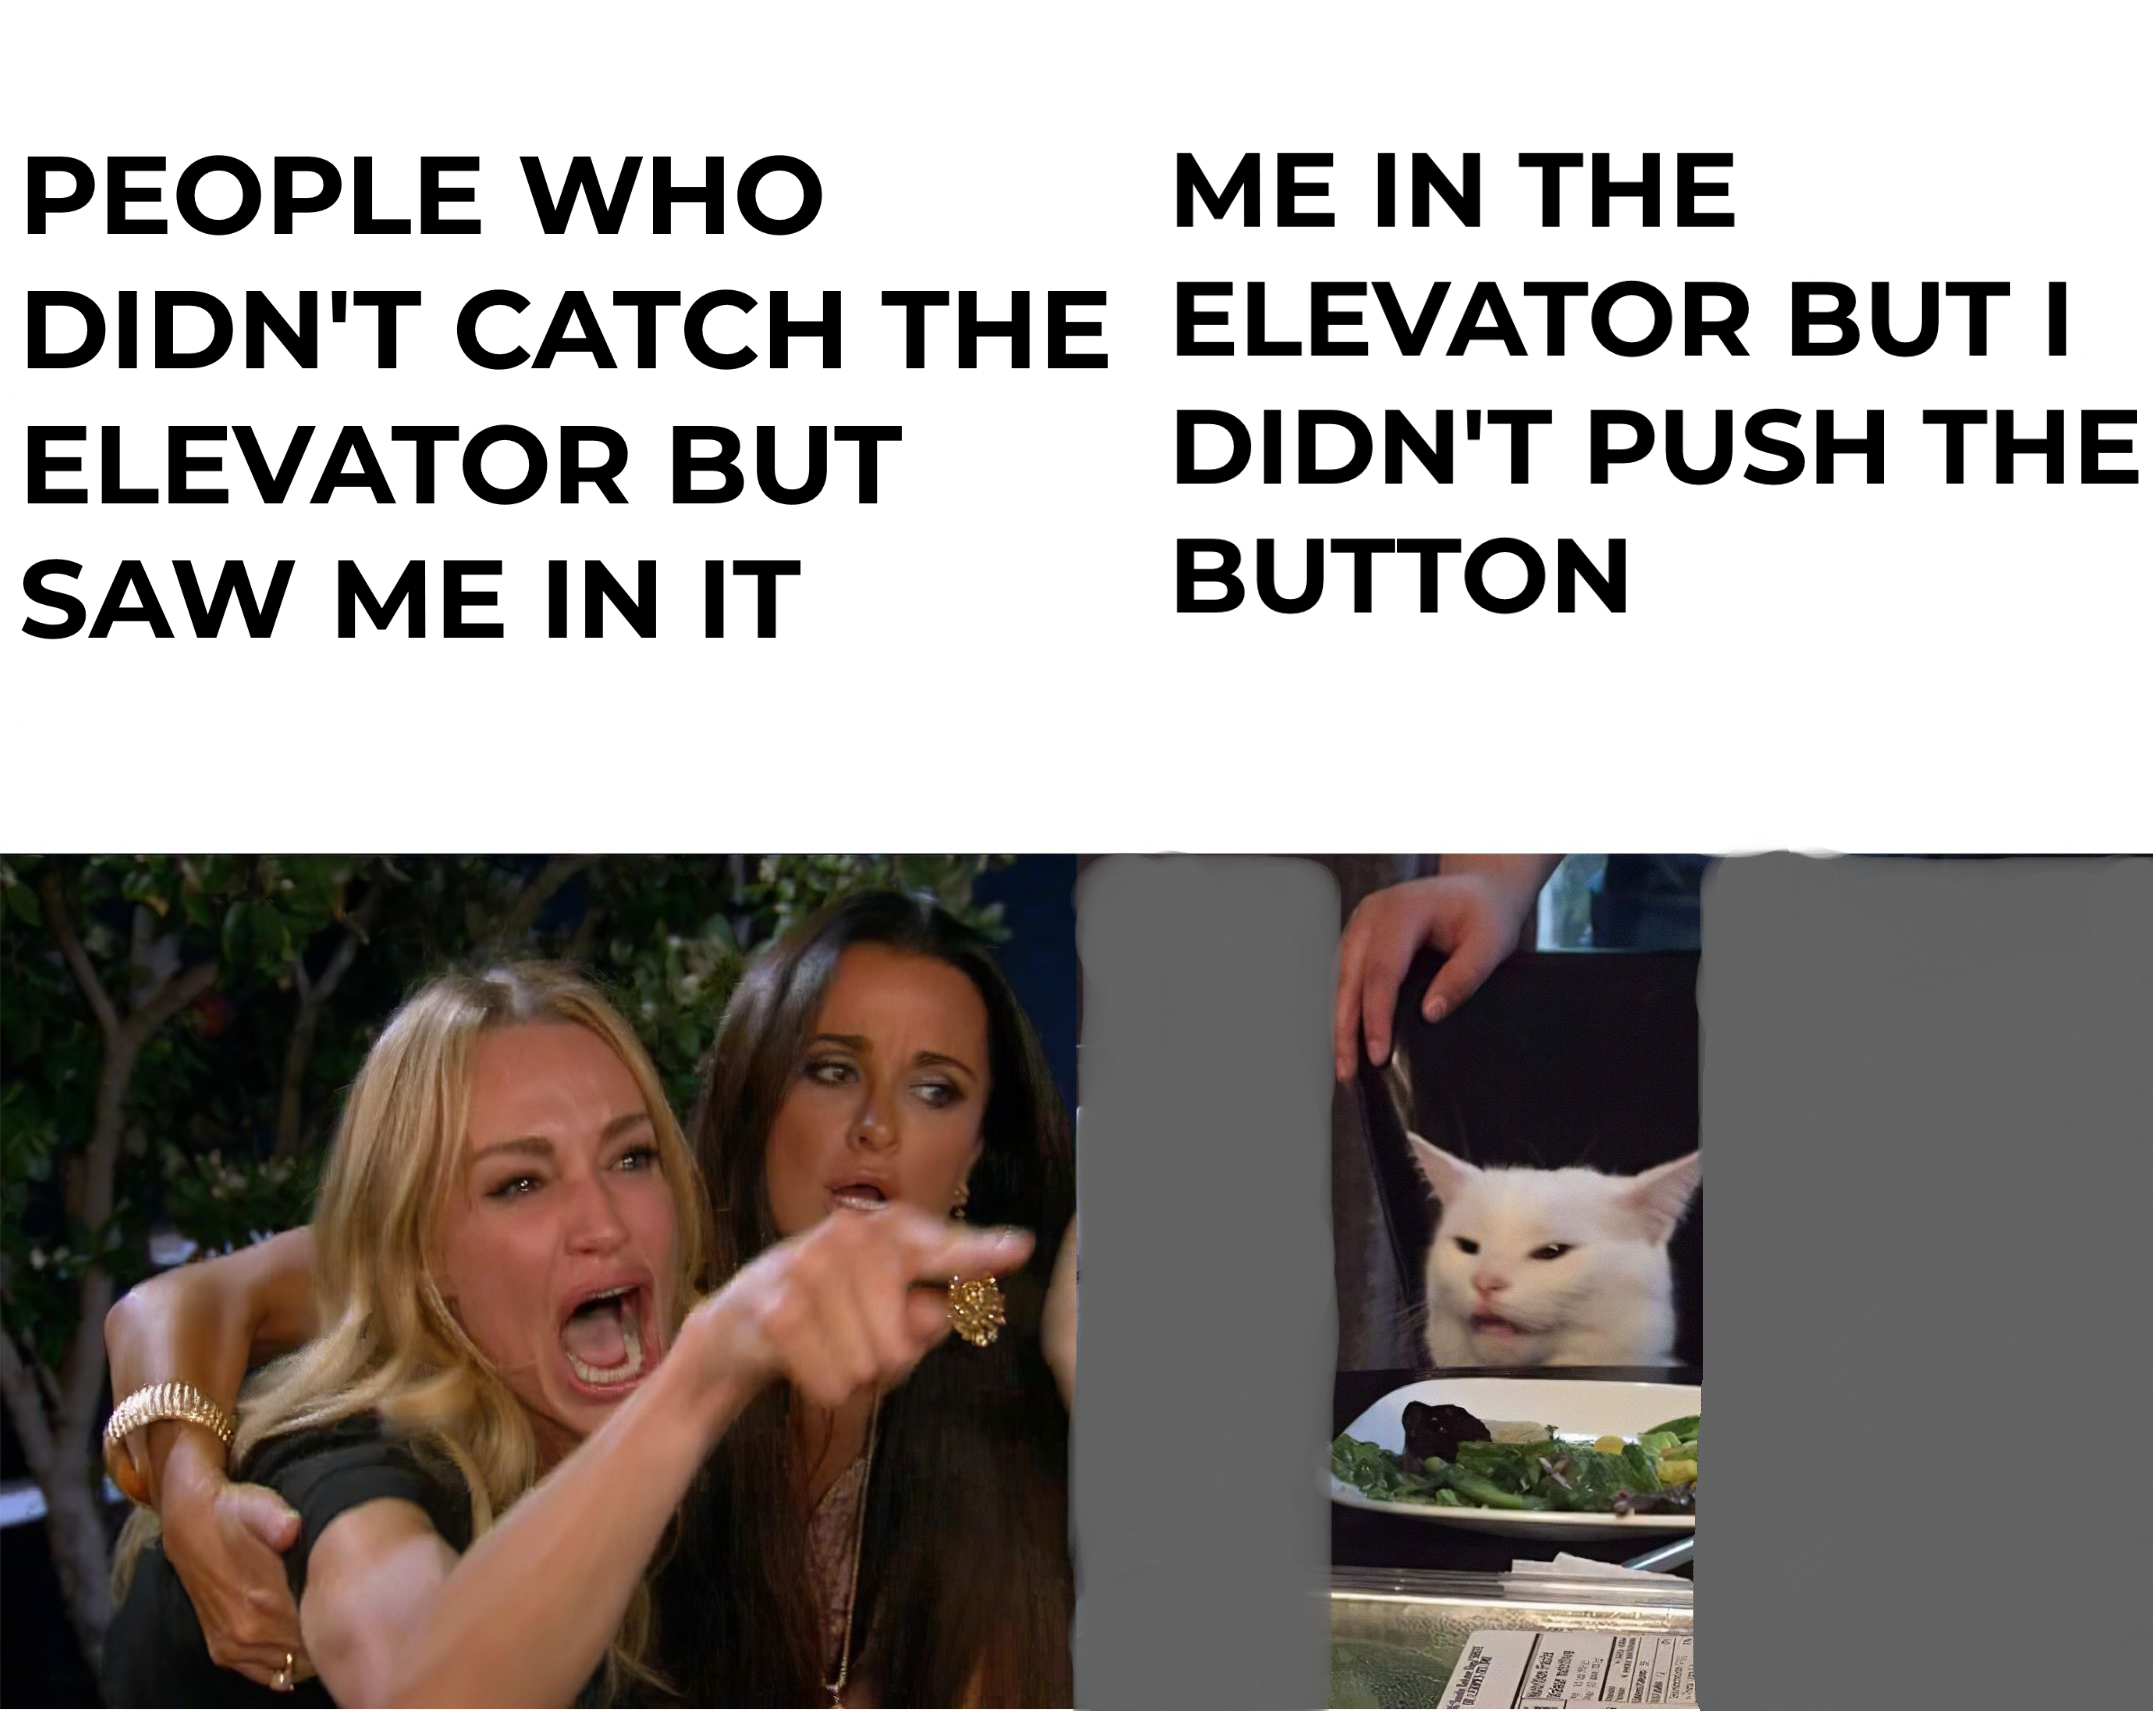 PEOPLE WHO
DIDN'T CATCH THE
ELEVATOR BUT
SAW ME IN IT
ME IN THE
ELEVATOR BUT I
DIDN'T PUSH THE
BUTTON